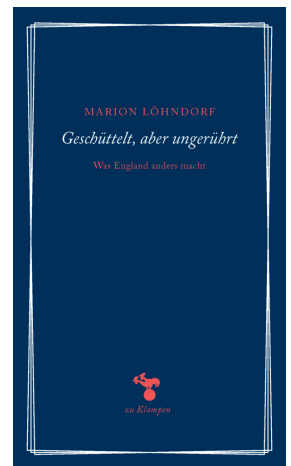 MARION LÖHNDORF
Geschüttelt, aber ungerührt
Was England anders macht
zu Klampen